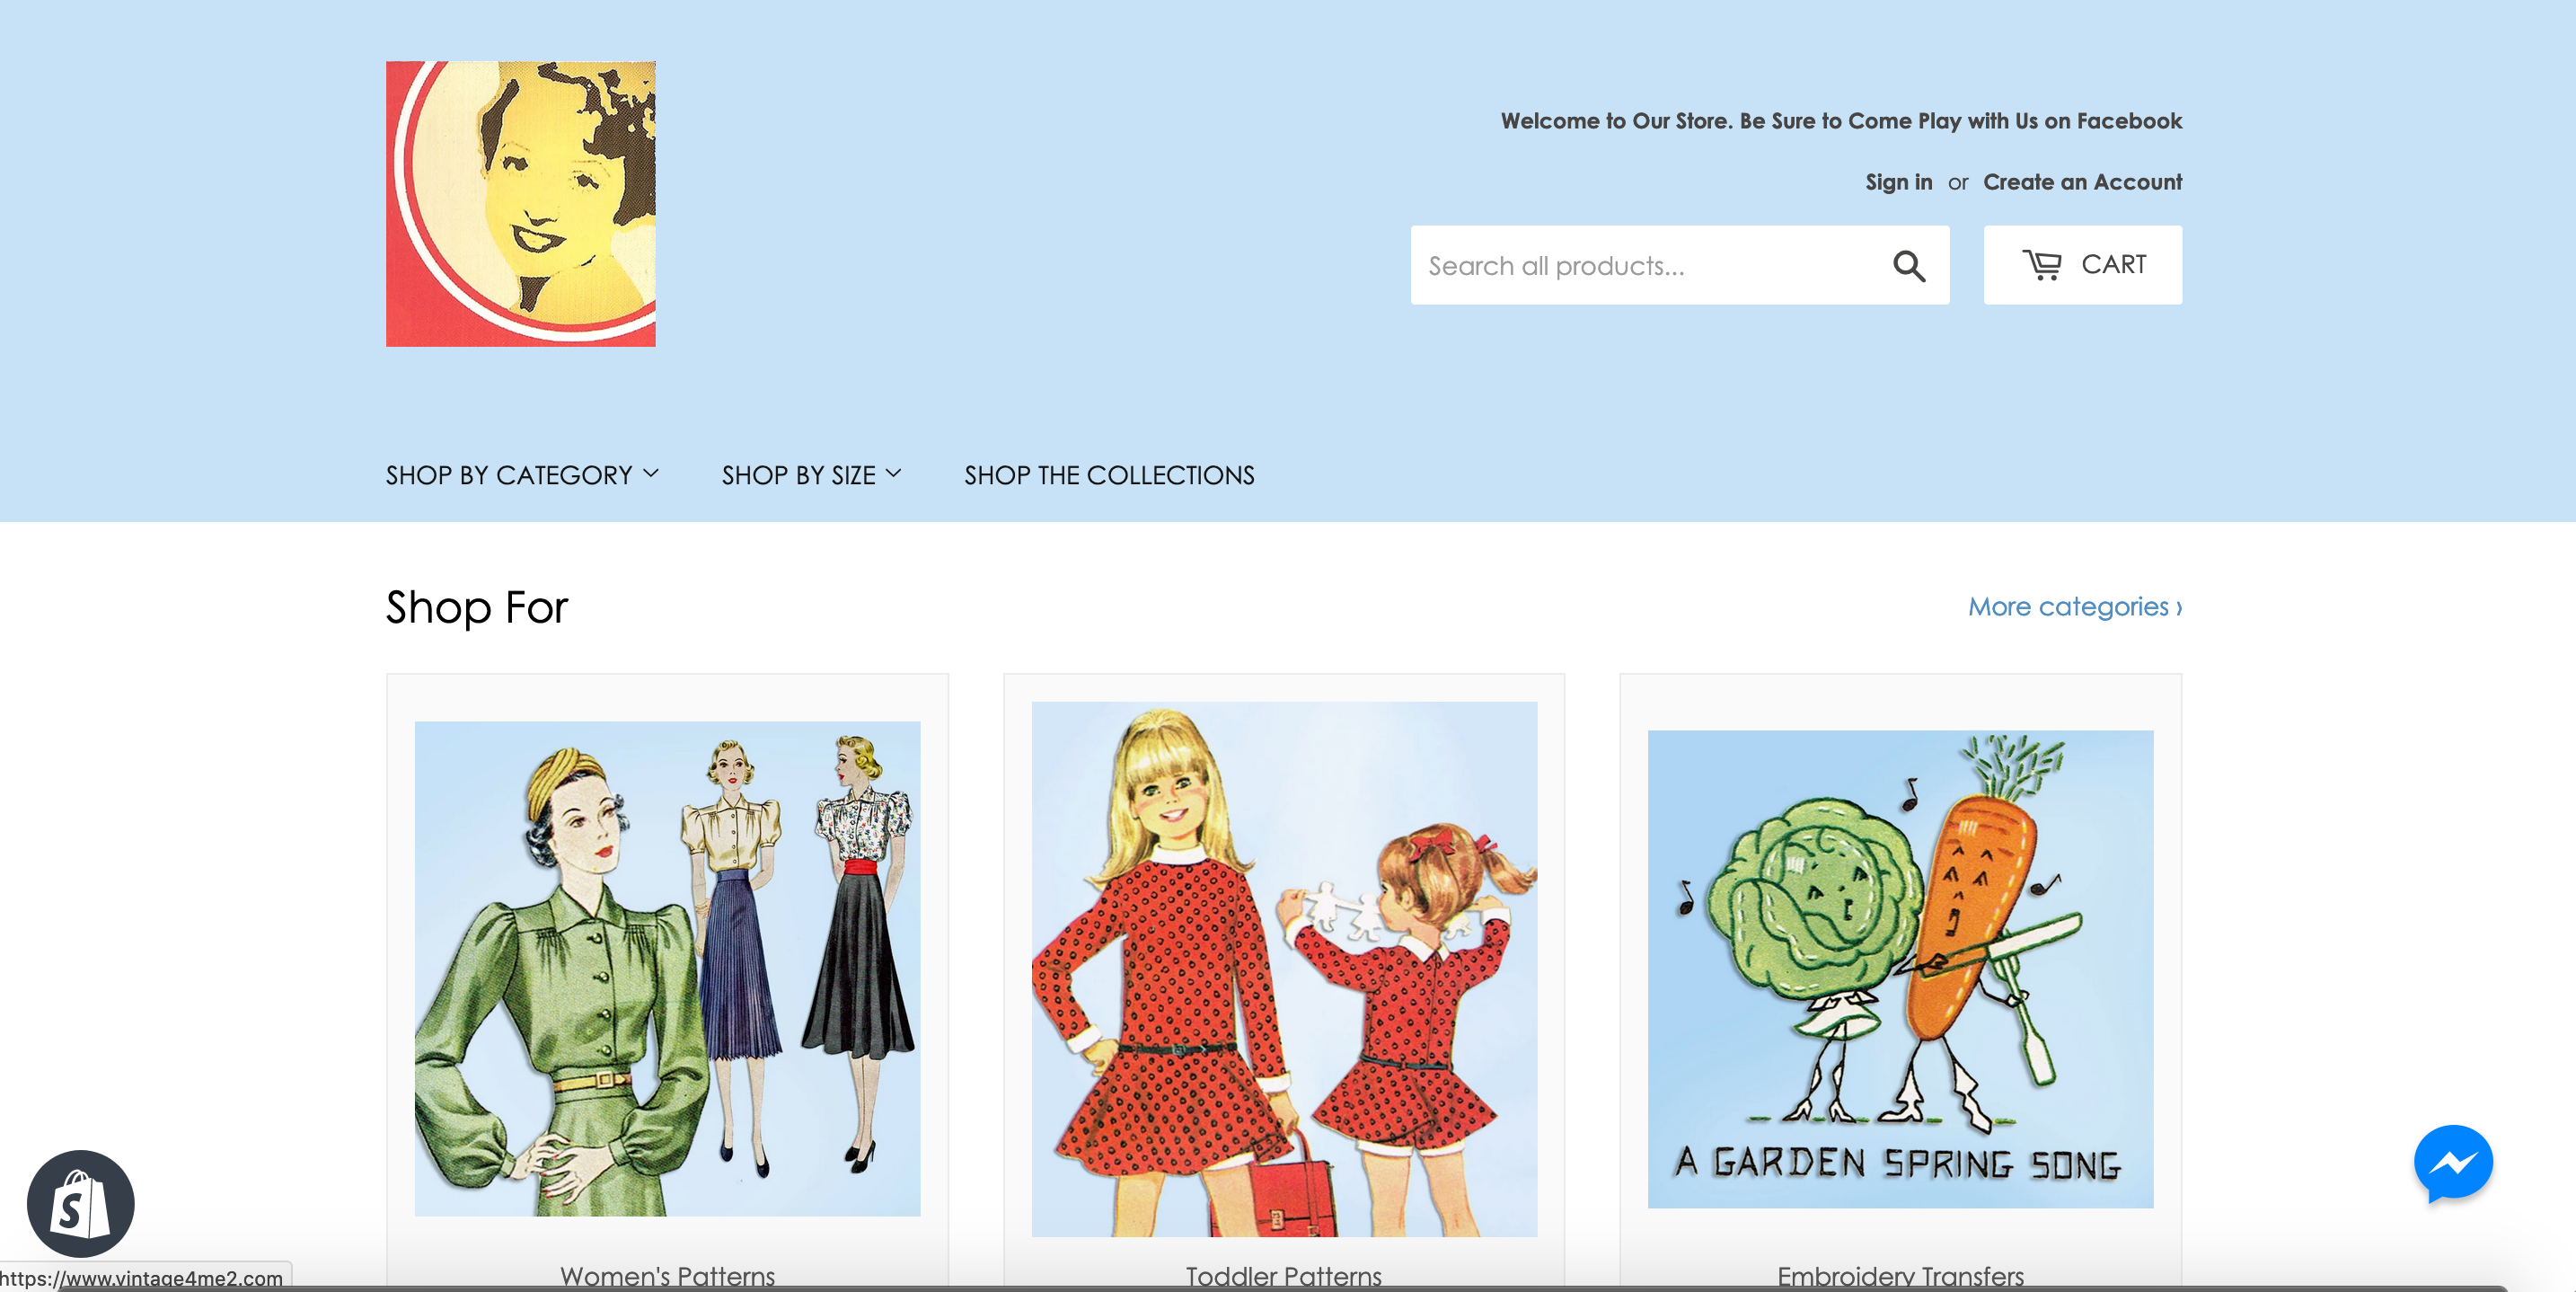 Welcome to Our Store. Be Sure to Come Play with Us on Facebook
Sign in or Create an Account
Search all products...
CART
SHOP BY CATEGORY
SHOP BY SIZE
SHOP THE COLLECTIONS
Shop For
More categories ›
A GARDEN SPRING SONG
Women's Patterns
Toddler Patterns
Embroidery Transfers
https://www.vintage4me2.com